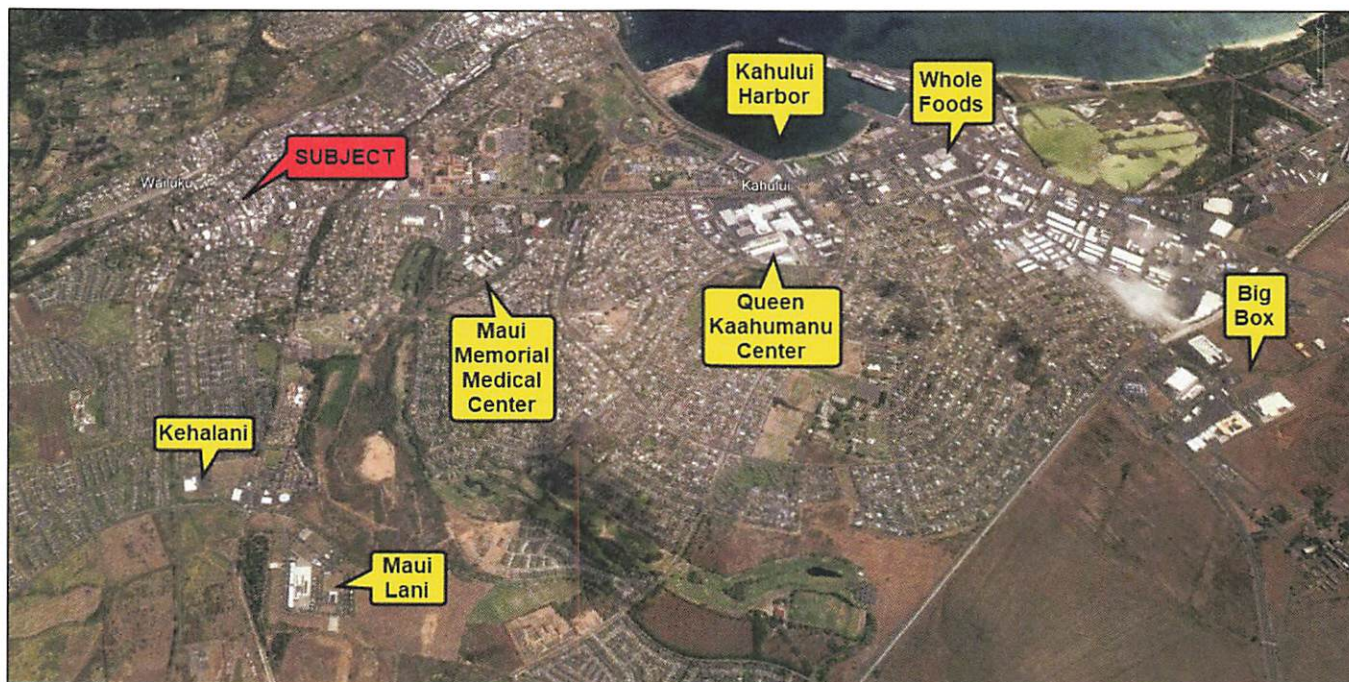 Kahului
Harbor
Whole
Foods
SUBJECT
Wailuku
Kahului
Queen
Kaahumanu
Center
Big
Box
Maui
Memorial
Medical
Center
Kehalani
Maui
Lani